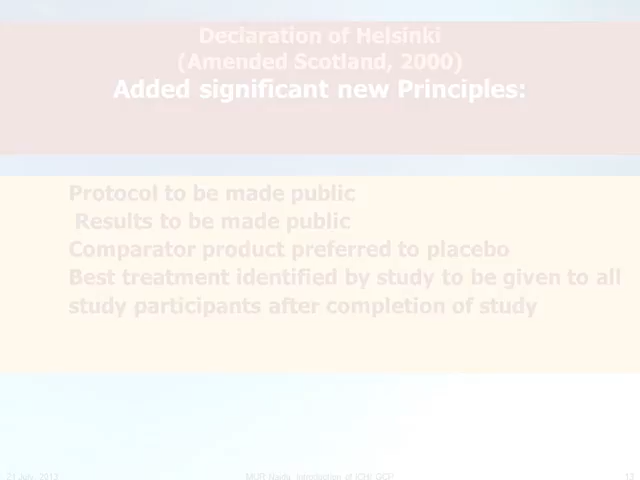 Declaration of Helsinki
(Amended Scotland, 2000)
Added significant new Principles:
Protocol to be made public
Results to be made public
Comparator product preferred to placebo
Best treatment identified by study to be given to all
study participants after completion of study
21 July, 2013 MUR Naidu, Introduction of ICH/ GCP 13